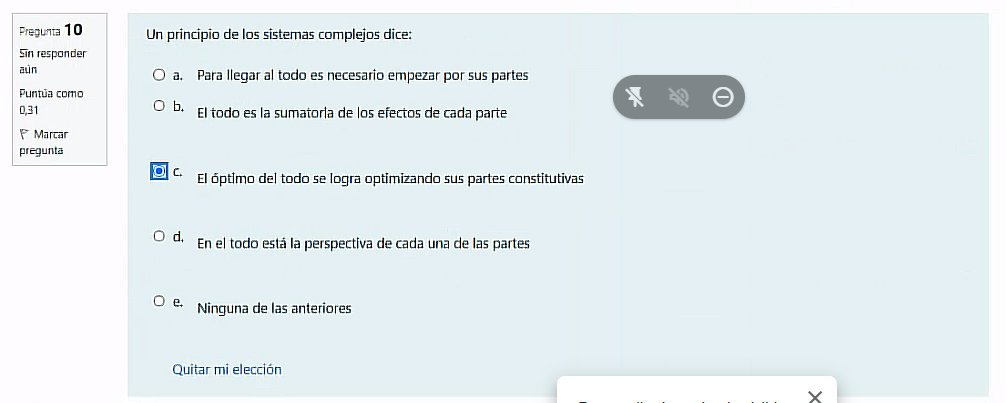 Pregunta 10
Sin responder
aún
Puntúa como
0,31
Marcar
pregunta
Un principio de los sistemas complejos dice:
a. Para llegar al todo es necesario empezar por sus partes
b. El todo es la sumatoria de los efectos de cada parte
c. El óptimo del todo se logra optimizando sus partes constitutivas
d. En el todo está la perspectiva de cada una de las partes
e. Ninguna de las anteriores
Quitar mi elección